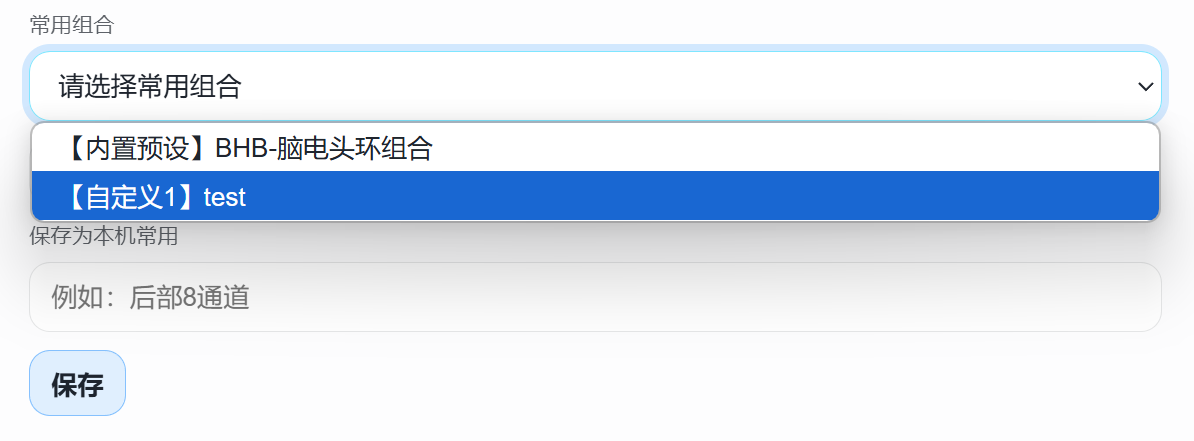 常用组合
请选择常用组合
【内置预设】BHB-脑电头环组合
【自定义1】test
保存为本机常用
例如：后部8通道
保存